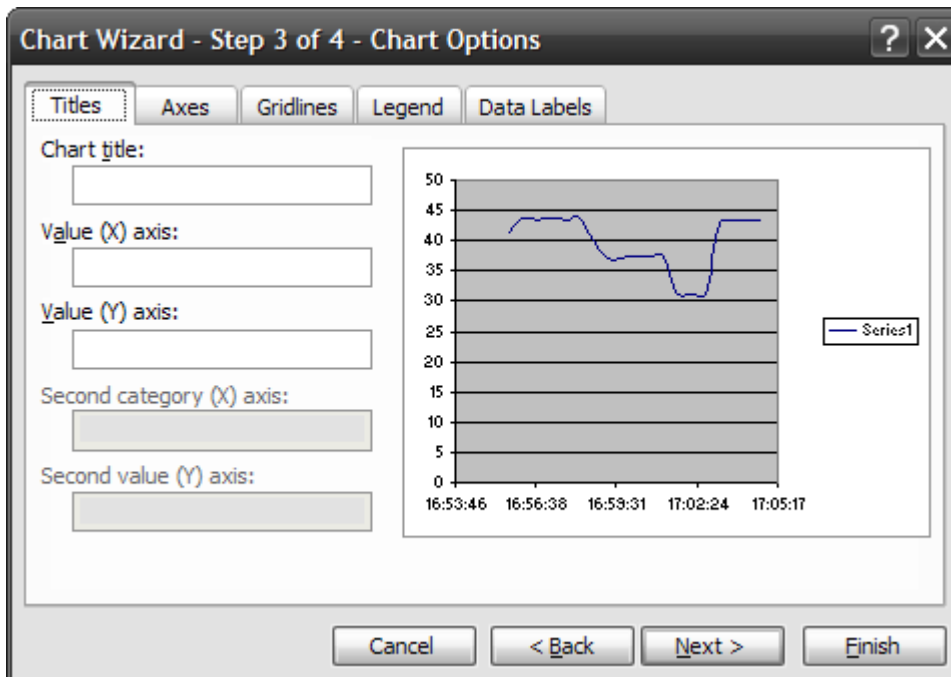 Chart Wizard - Step 3 of 4 - Chart Options
Titles Axes Gridlines Legend Data Labels
Chart title:
Value (X) axis:
Value (Y) axis:
Second category (X) axis:
Second value (Y) axis:
50
45
40
35
30
25
20
15
10
5
0
16:53:46 16:56:38 16:59:31 17:02:24 17:05:17
Series1
Cancel < Back Next > Finish